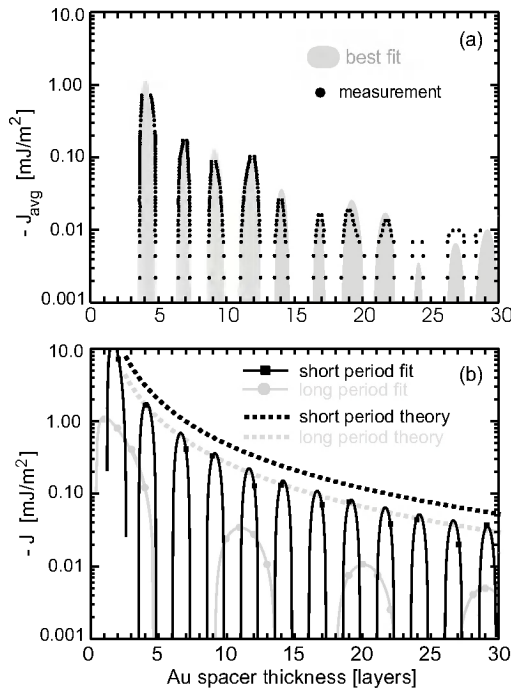 10.0
(a)
best fit
measurement
1.00
0.10
0.01
0.001
- Javg [mJ/m²]
0 5 10 15 20 25 30
10.0
(b)
short period fit
long period fit
short period theory
long period theory
1.00
0.10
0.01
0.001
- J [mJ/m²]
0 5 10 15 20 25 30
Au spacer thickness [layers]